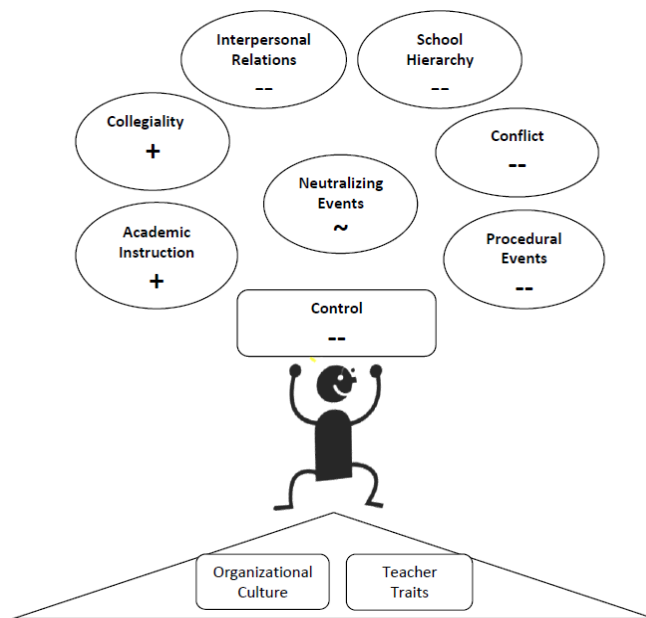 Interpersonal
Relations
--
School
Hierarchy
--
Collegiality
+
Conflict
--
Neutralizing
Events
~
Academic
Instruction
+
Procedural
Events
--
Control
--
Organizational
Culture
Teacher
Traits